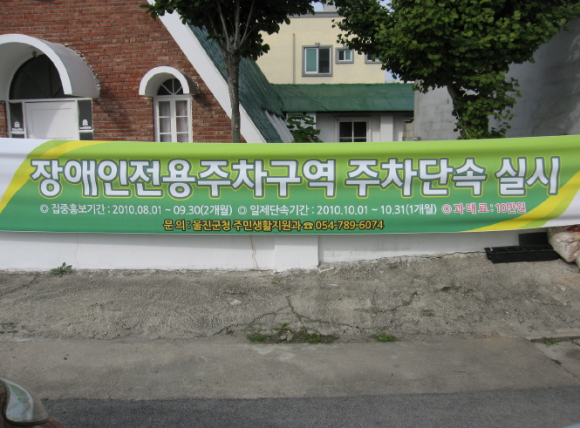 장애인전용주차구역 주차단속 실시
◎ 집중홍보기간 : 2010.08.01 ~ 09.30(2개월) ◎ 일제단속기간 : 2010.10.01 ~ 10.31(1개월) ◎ 과 태 료 : 10만원
문 의 : 울진군청 주민생활지원과 ☎ 054-789-6074